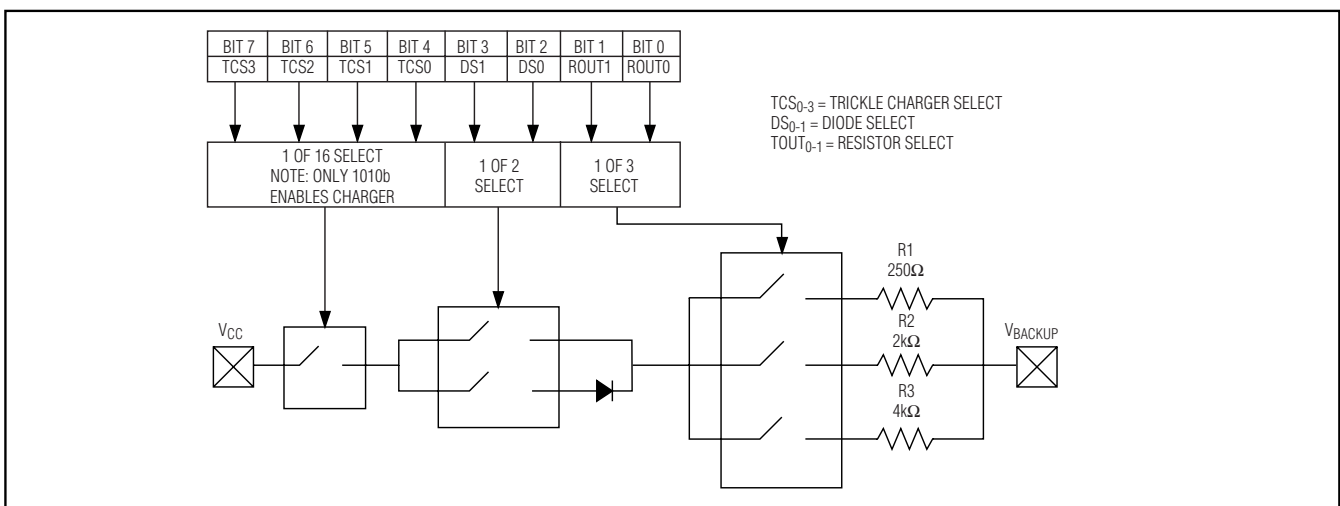 BIT 7 BIT 6 BIT 5 BIT 4 BIT 3 BIT 2 BIT 1 BIT 0
TCS3 TCS2 TCS1 TCS0 DS1 DS0 ROUT1 ROUT0
TCS0-3 = TRICKLE CHARGER SELECT
DS0-1 = DIODE SELECT
TOUT0-1 = RESISTOR SELECT
1 OF 16 SELECT
NOTE: ONLY 1010b
ENABLES CHARGER
1 OF 2
SELECT
1 OF 3
SELECT
VCC
R1
250Ω
R2
2kΩ
R3
4kΩ
VBACKUP